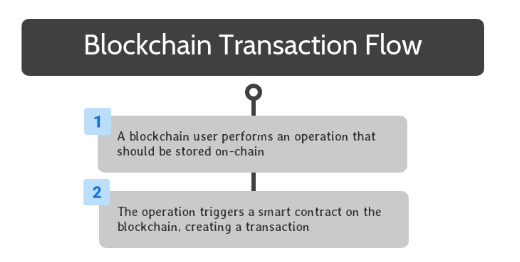 Blockchain Transaction Flow
1
A blockchain user performs an operation that
should be stored on-chain
2
The operation triggers a smart contract on the
blockchain, creating a transaction